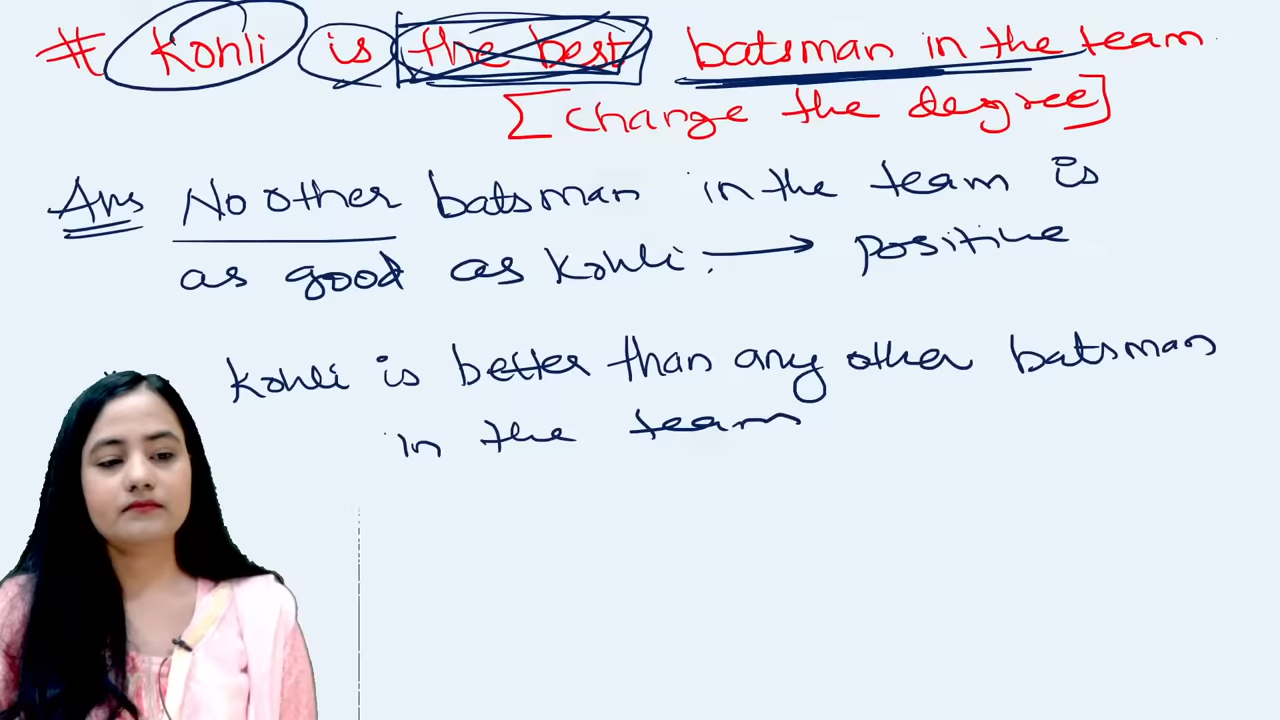 # Kohli is the best batsman in the team
[Change the degree]
Ans No other batsman in the team is
as good as Kohli. → positive
Kohli is better than any other batsman
in the team